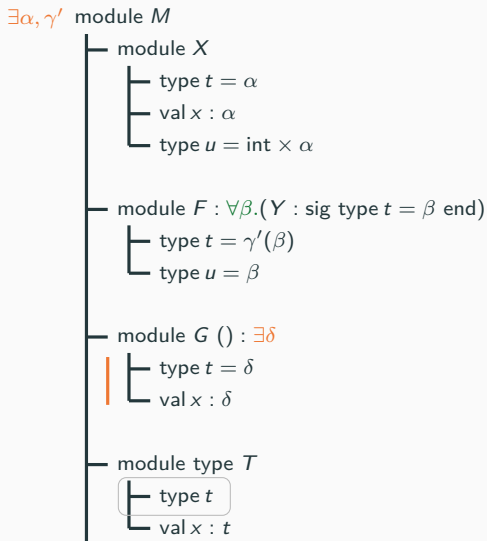 ∃α, γ′ module M
module X
type t = α
val x : α
type u = int × α
module F : ∀β.(Y : sig type t = β end)
type t = γ′(β)
type u = β
module G () : ∃δ
type t = δ
val x : δ
module type T
type t
val x : t